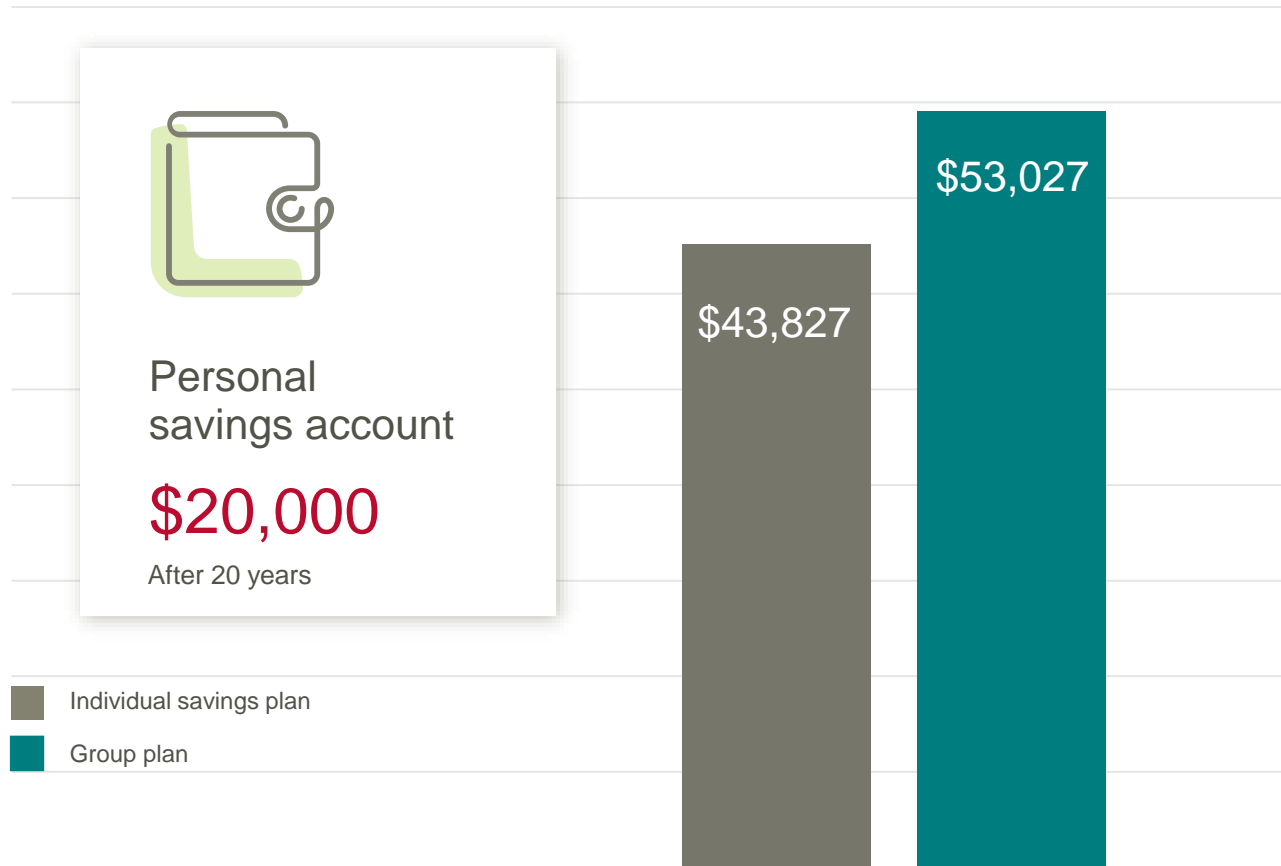 Personal
savings account
$20,000
After 20 years
Individual savings plan
Group plan
$43,827
$53,027